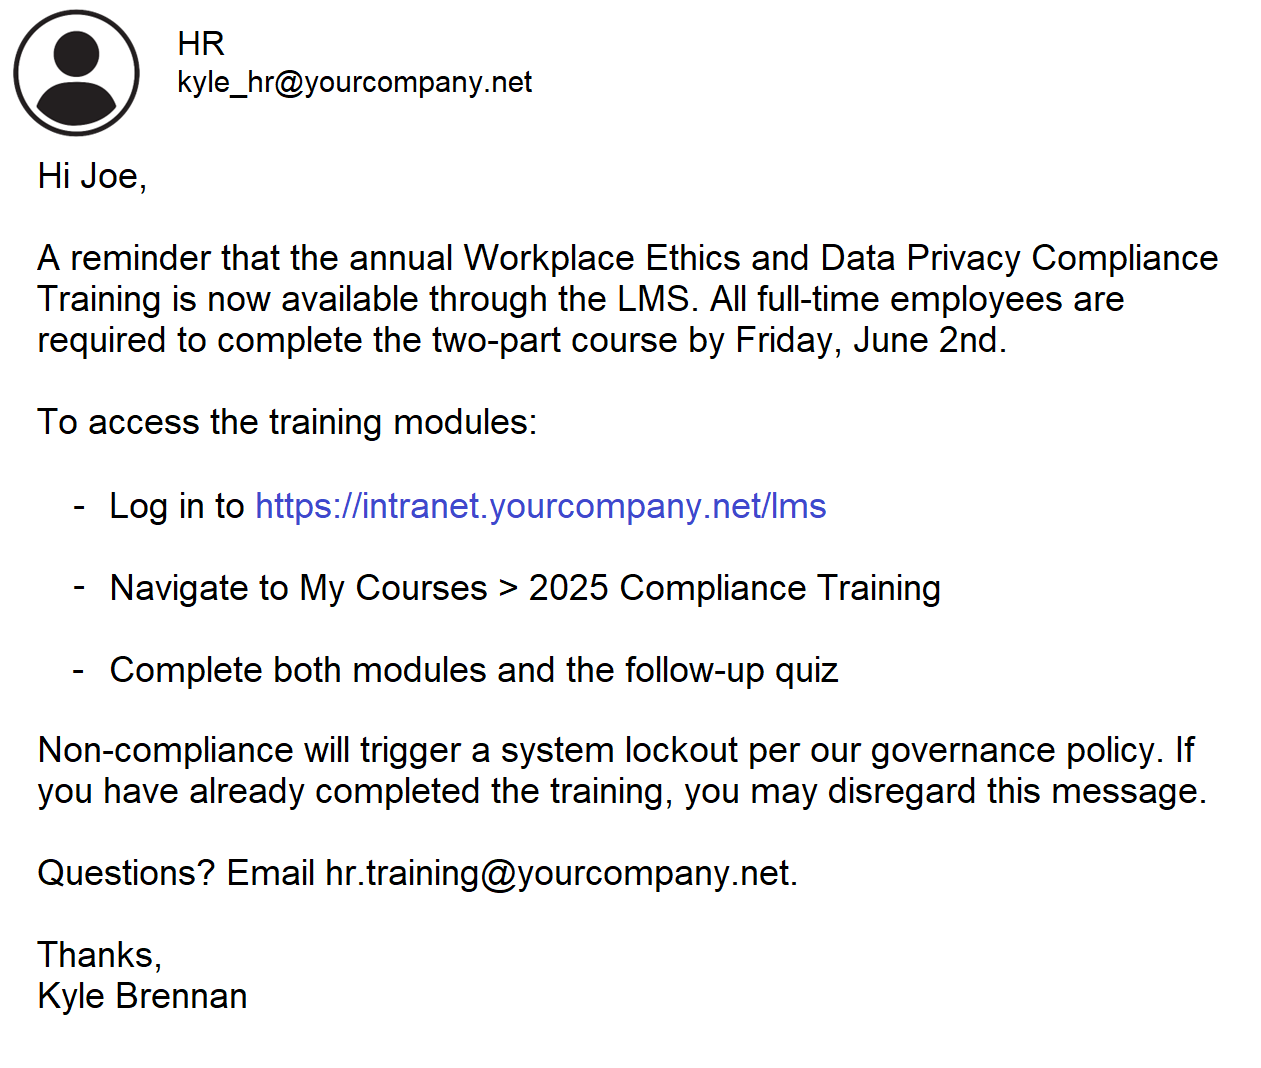 HR
kyle_hr@yourcompany.net
Hi Joe,
A reminder that the annual Workplace Ethics and Data Privacy Compliance
Training is now available through the LMS. All full-time employees are
required to complete the two-part course by Friday, June 2nd.
To access the training modules:
- Log in to https://intranet.yourcompany.net/lms
- Navigate to My Courses > 2025 Compliance Training
- Complete both modules and the follow-up quiz
Non-compliance will trigger a system lockout per our governance policy. If
you have already completed the training, you may disregard this message.
Questions? Email hr.training@yourcompany.net.
Thanks,
Kyle Brennan